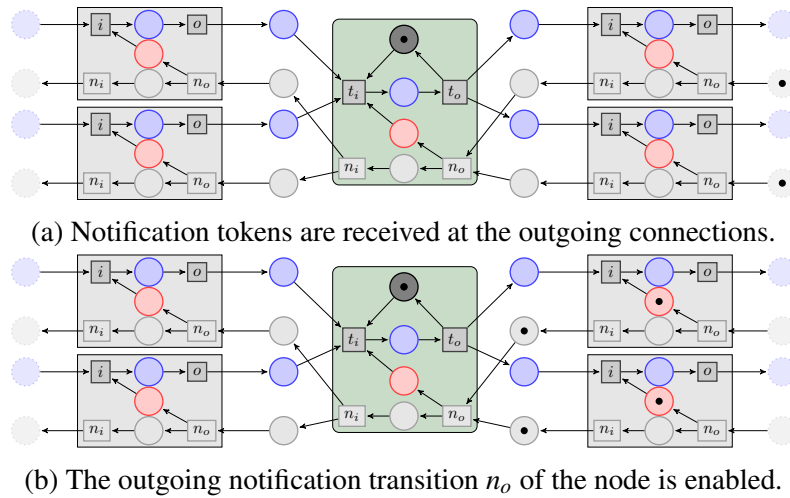 i o i o
n_i n_o n_i n_o
t_i t_o
i o i o
n_i n_o n_i n_o n_i n_o
(a) Notification tokens are received at the outgoing connections.
i o i o
n_i n_o n_i n_o
t_i t_o
i o i o
n_i n_o n_i n_o n_i n_o
(b) The outgoing notification transition n_o of the node is enabled.